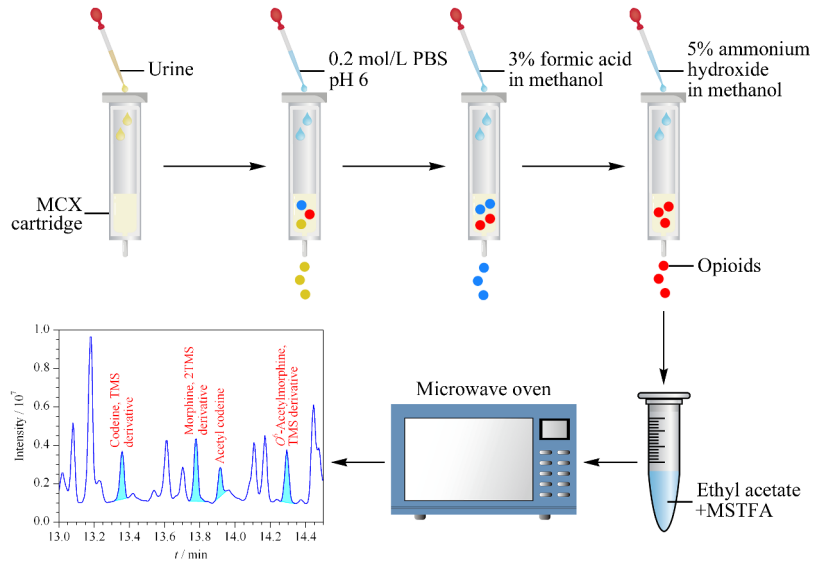 Urine
0.2 mol/L PBS
pH 6
3% formic acid
in methanol
5% ammonium
hydroxide
in methanol
MCX
cartridge
Opioids
Microwave oven
Ethyl acetate
+MSTFA
Intensity / 10⁷
1.0
0.8
0.6
0.4
0.2
0.0
Codeine, TMS
derivative
Morphine, 2TMS
derivative
Acetyl codeine
O⁶-Acetylmorphine,
TMS derivative
13.0 13.2 13.4 13.6 13.8 14.0 14.2 14.4
t / min